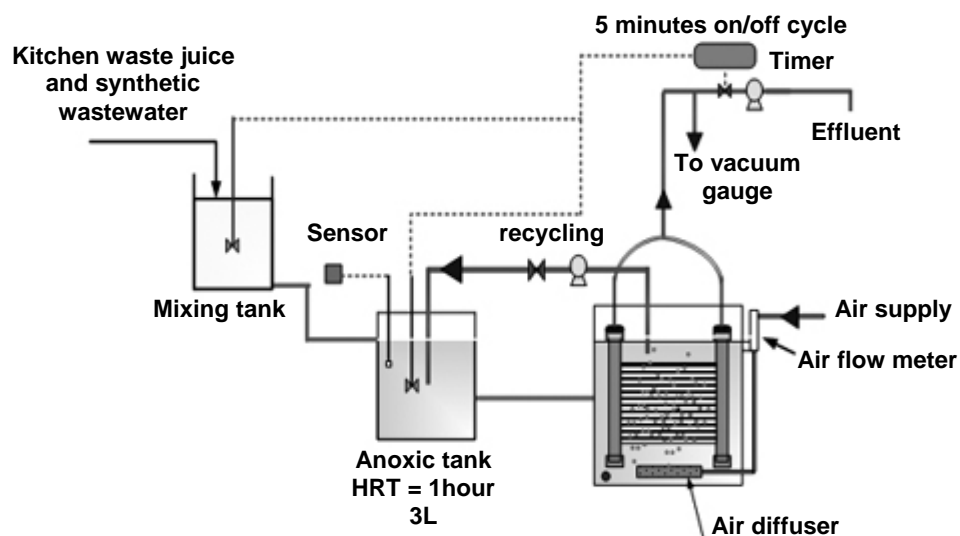 5 minutes on/off cycle
Timer
Kitchen waste juice
and synthetic
wastewater
Effluent
To vacuum
gauge
Sensor
recycling
Mixing tank
Air supply
Air flow meter
Anoxic tank
HRT = 1hour
3L
Air diffuser